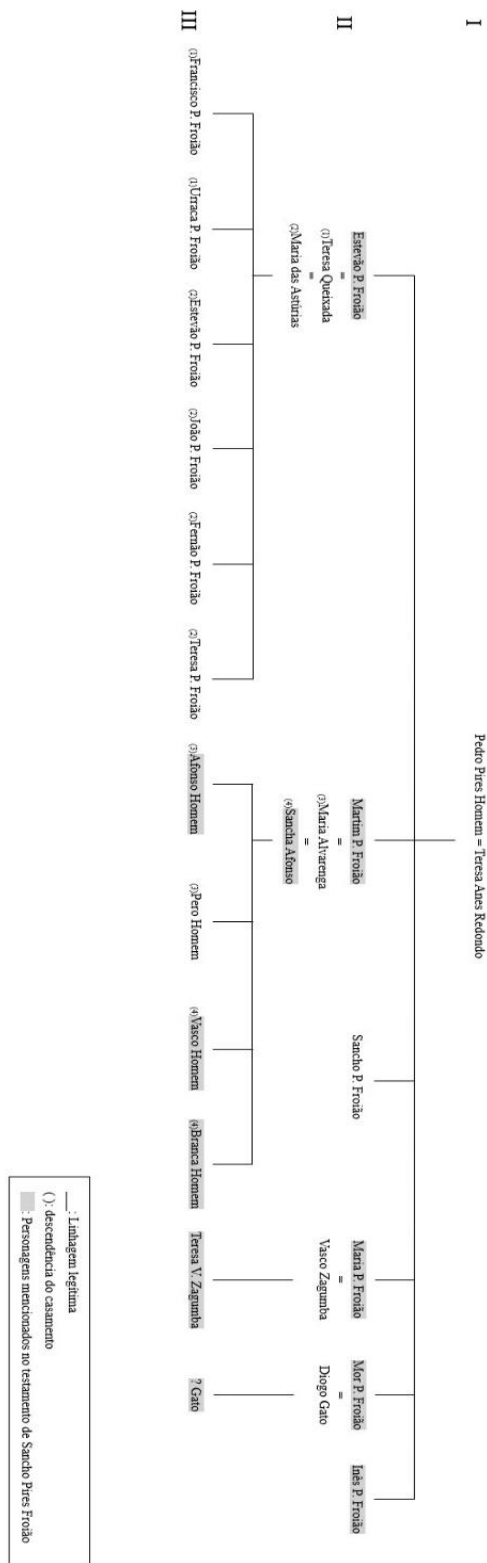 Pedro Pires Homem = Teresa Anes Redondo
I
II
III
Estevão P. Froião
=
(1)Teresa Queixada
=
(2)Maria das Astúrias
Martim P. Froião
=
(3)Maria Alvarenga
=
(4)Sancha Afonso
Sancho P. Froião
Maria P. Froião
=
Vasco Zagumba
Mor P. Froião
=
Diogo Gato
Inês P. Froião
(1)Francisco P. Froião
(1)Urraca P. Froião
(2)Estevão P. Froião
(2)João P. Froião
(2)Fernão P. Froião
(2)Teresa P. Froião
(3)Afonso Homem
(3)Pero Homem
(4)Vasco Homem
(4)Branca Homem
Teresa V. Zagumba
? Gato
___: Linhagem legítima
( ): descendência do casamento
: Personagens mencionados no testamento de Sancho Pires Froião